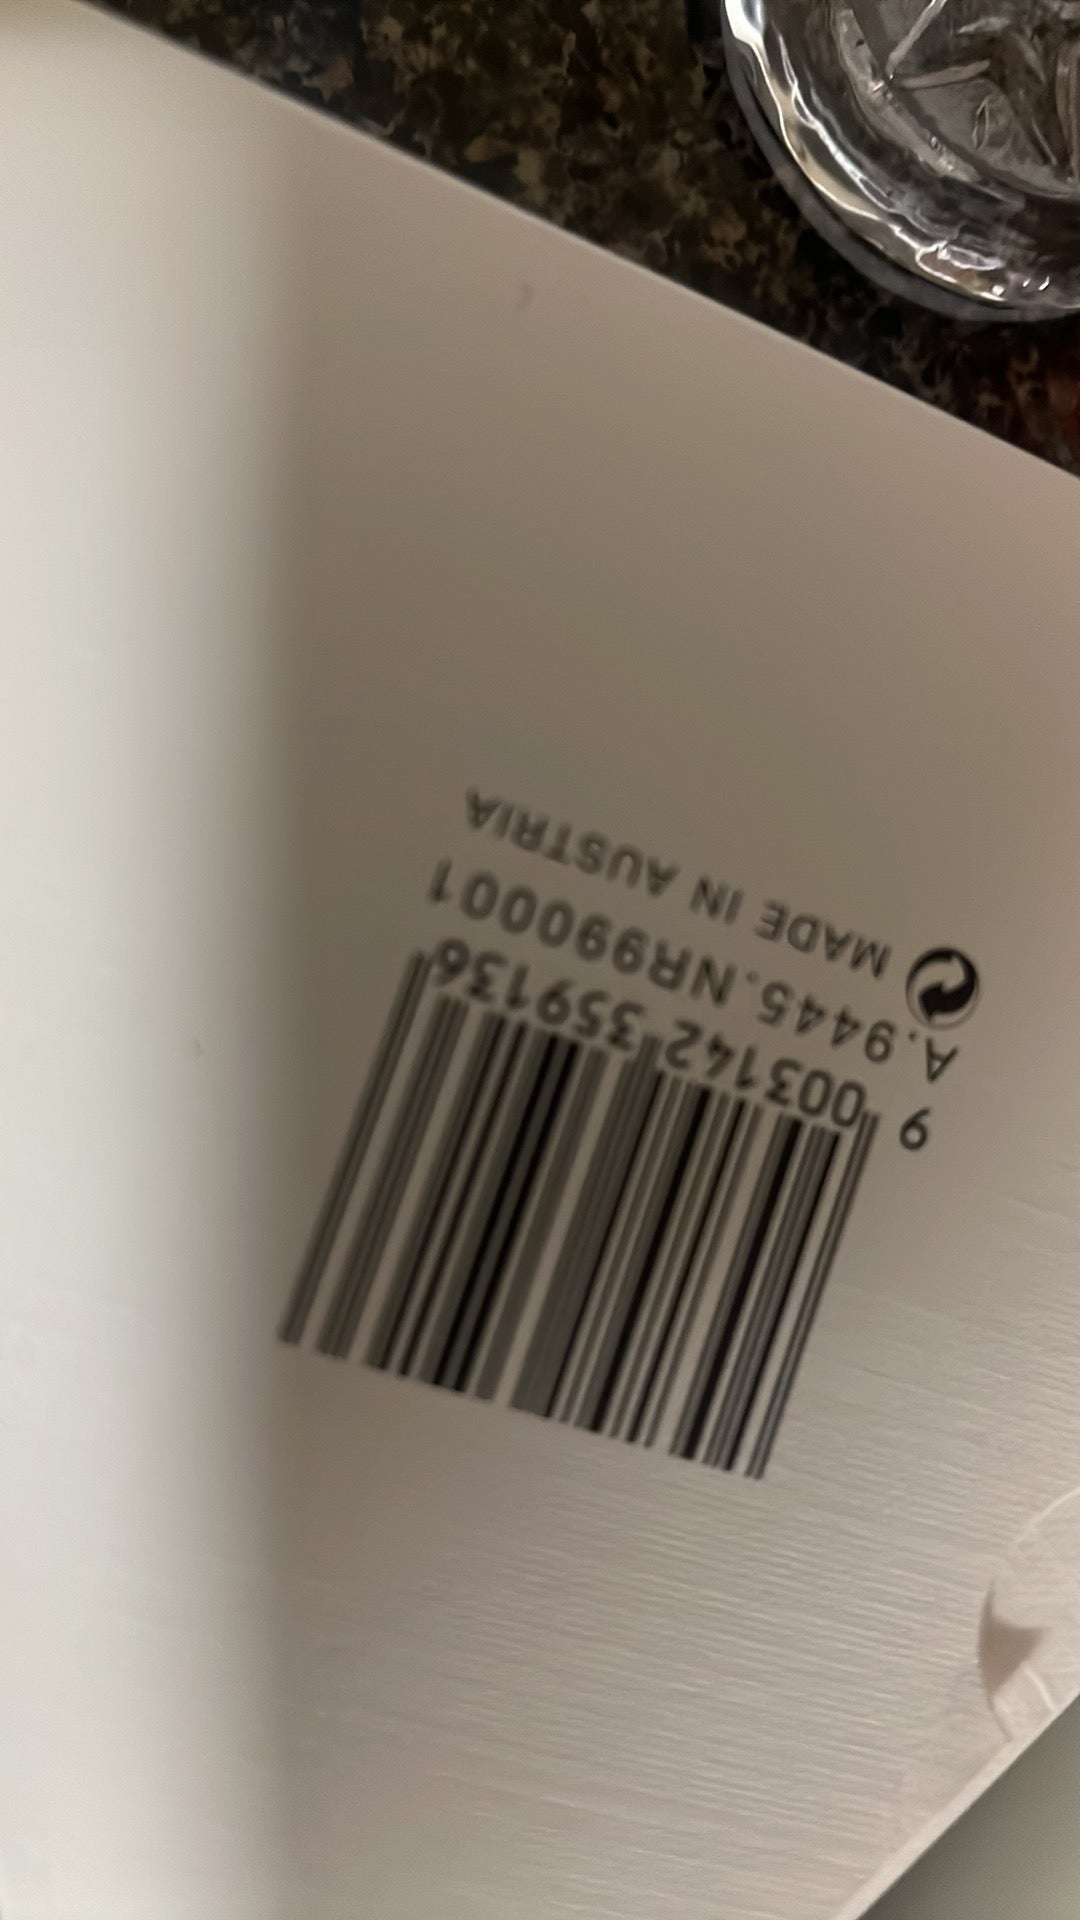 9 003142 359136
A.9445.NR990001
MADE IN AUSTRIA